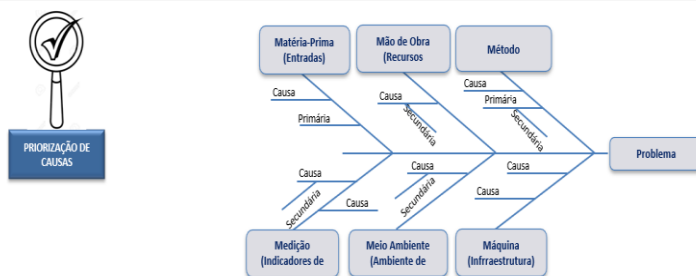 PRIORIZAÇÃO DE
CAUSAS
Matéria-Prima
(Entradas)
Mão de Obra
(Recursos
Método
Causa
Primária
Causa
Secundária
Causa
Primária
Secundária
Problema
Causa
Secundária
Causa
Causa
Secundária
Causa
Causa
Medição
(Indicadores de
Meio Ambiente
(Ambiente de
Máquina
(Infrraestrutura)